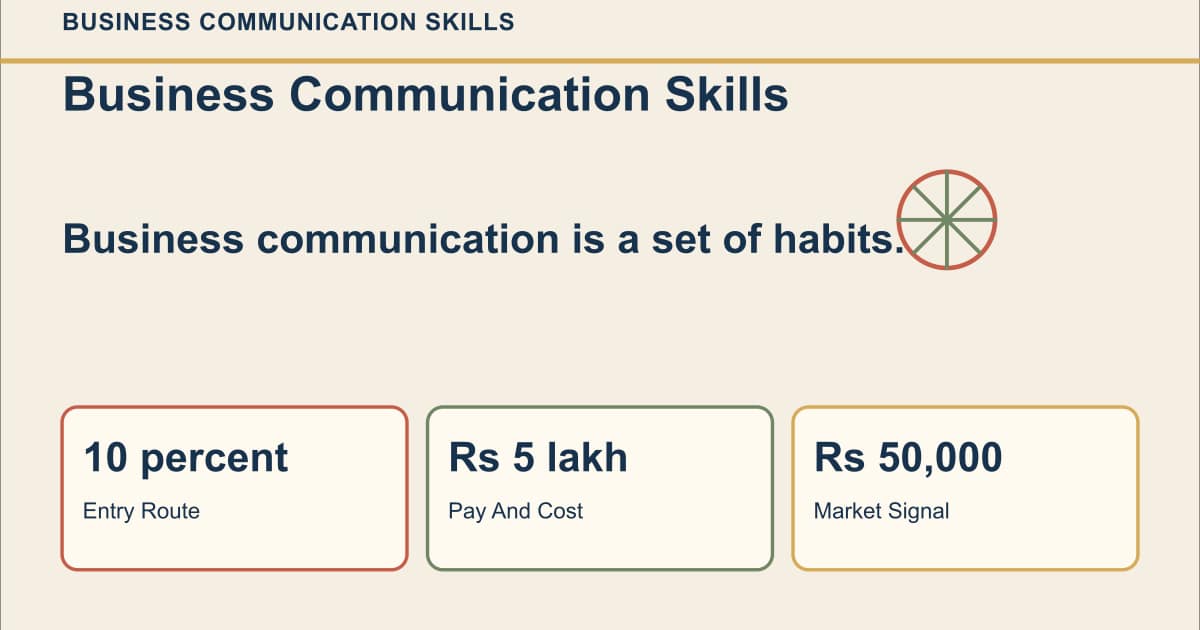 BUSINESS COMMUNICATION SKILLS
Business Communication Skills
Business communication is a set of habits.
10 percent
Entry Route
Rs 5 lakh
Pay And Cost
Rs 50,000
Market Signal